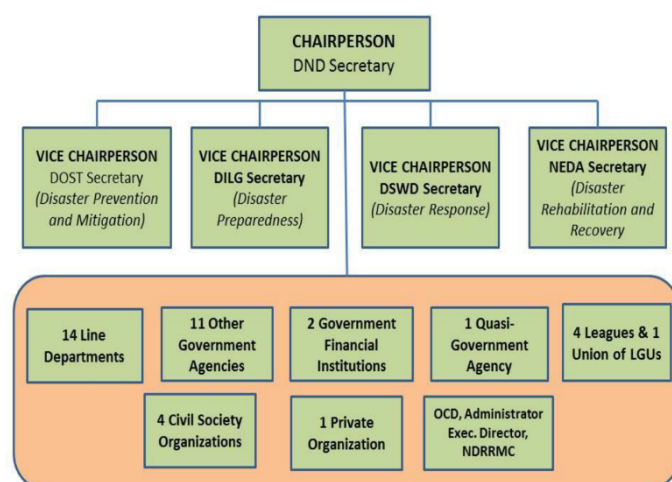 CHAIRPERSON
DND Secretary
VICE CHAIRPERSON
DOST Secretary
(Disaster Prevention
and Mitigation)
VICE CHAIRPERSON
DILG Secretary
(Disaster
Preparedness)
VICE CHAIRPERSON
DSWD Secretary
(Disaster Response)
VICE CHAIRPERSON
NEDA Secretary
(Disaster
Rehabilitation and
Recovery
14 Line
Departments
11 Other
Government
Agencies
2 Government
Financial
Institutions
1 Quasi-
Government
Agency
4 Leagues & 1
Union of LGUs
4 Civil Society
Organizations
1 Private
Organization
OCD, Administrator
Exec. Director,
NDRRMC